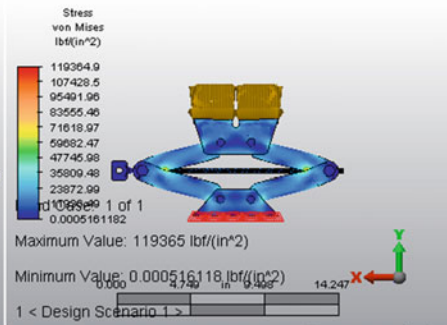 Stress
von Mises
lbf/(in^2)
119364.9
107428.5
95491.96
83555.46
71618.97
59682.47
47745.98
35809.48
23872.99
0.0005161182
Case: 1 of 1
Maximum Value: 119365 lbf/(in^2)
Minimum Value: 0.000516118 lbf/(in^2)
0.000 4.749 in 9.498 14.247
1 < Design Scenario 1 >
Y
X